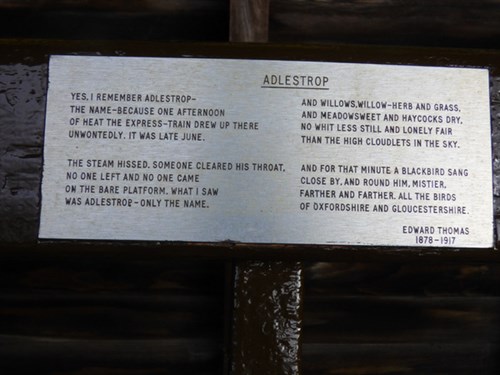 ADLESTROP
YES, I REMEMBER ADLESTROP-
THE NAME-BECAUSE ONE AFTERNOON
OF HEAT THE EXPRESS-TRAIN DREW UP THERE
UNWONTEDLY. IT WAS LATE JUNE.
THE STEAM HISSED. SOMEONE CLEARED HIS THROAT,
NO ONE LEFT AND NO ONE CAME
ON THE BARE PLATFORM. WHAT I SAW
WAS ADLESTROP-ONLY THE NAME.
AND WILLOWS, WILLOW-HERB AND GRASS,
AND MEADOWSWEET AND HAYCOCKS DRY,
NO WHIT LESS STILL AND LONELY FAIR
THAN THE HIGH CLOUDLETS IN THE SKY.
AND FOR THAT MINUTE A BLACKBIRD SANG
CLOSE BY, AND ROUND HIM, MISTIER,
FARTHER AND FARTHER, ALL THE BIRDS
OF OXFORDSHIRE AND GLOUCESTERSHIRE.
EDWARD THOMAS
1878-1917